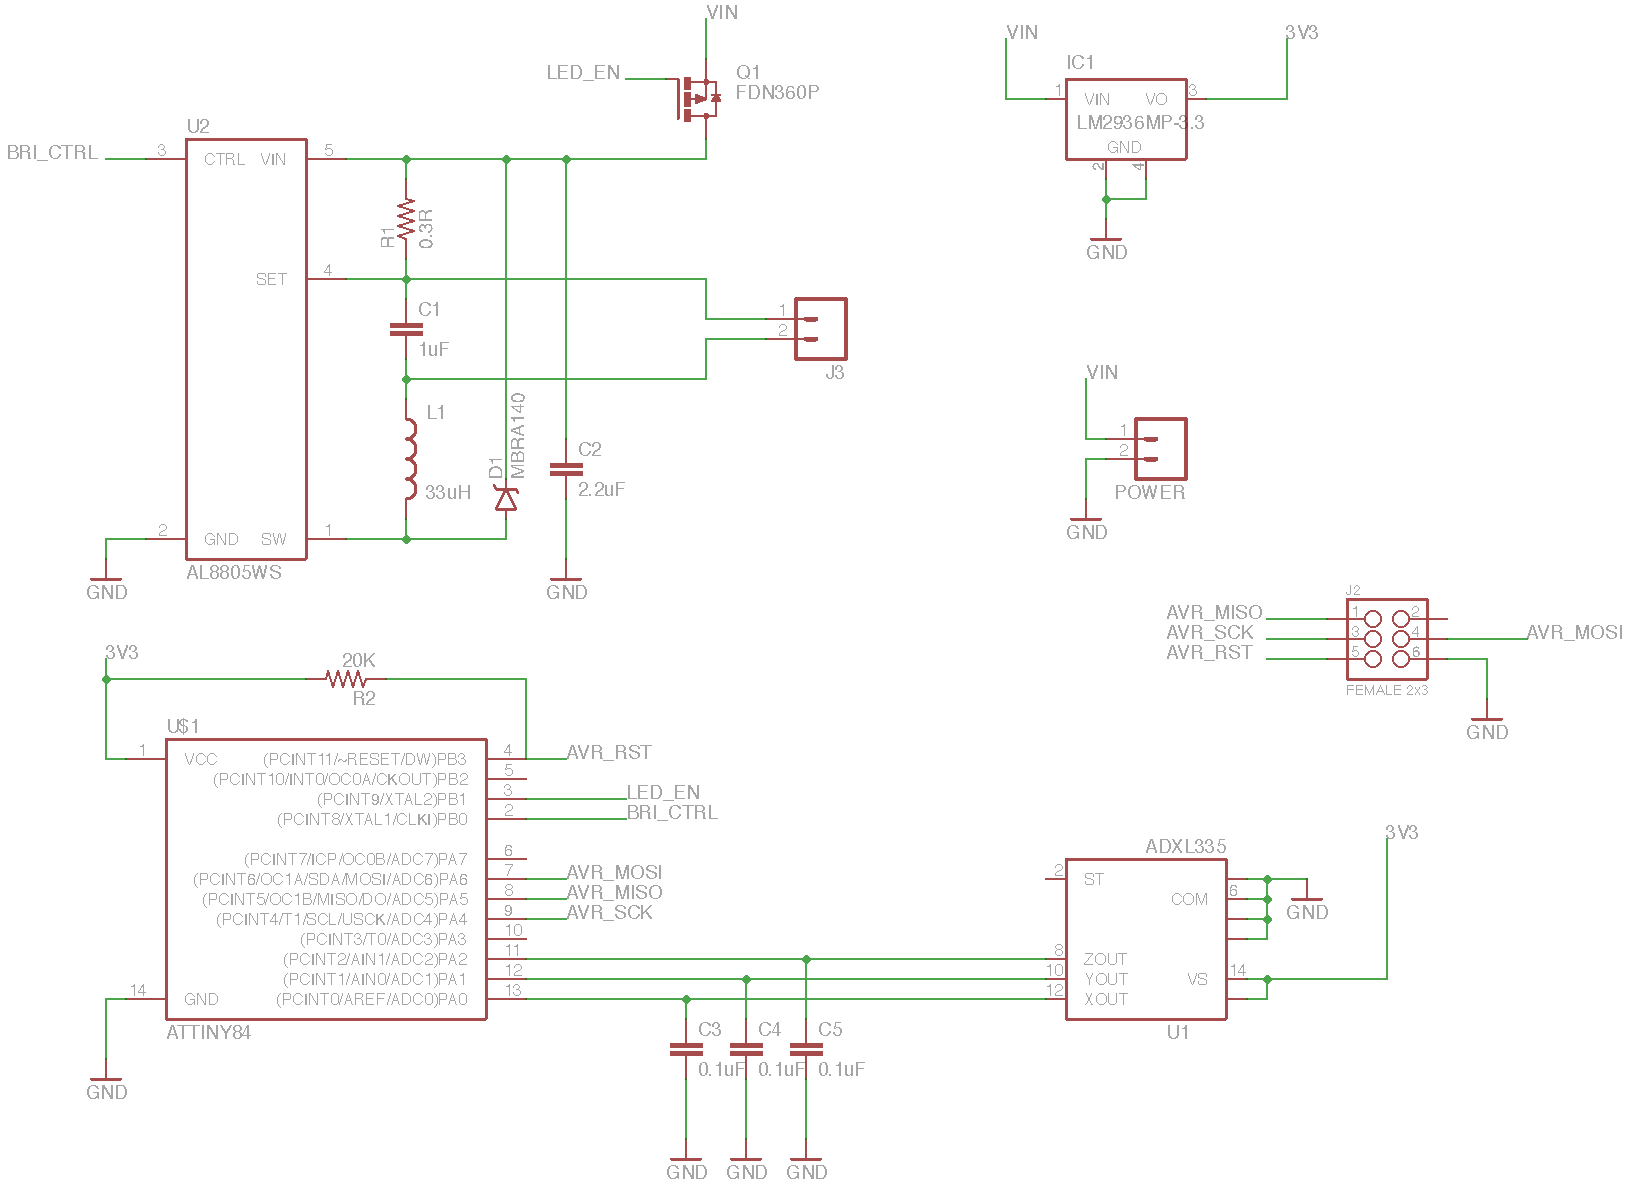 VIN
LED_EN
Q1
FDN360P
U2
BRI_CTRL
3
CTRL
VIN
5
R1
0.3R
SET
4
C1
1uF
1
2
J3
L1
33uH
D1
MBRA140
C2
2.2uF
2
GND
SW
1
AL8805WS
GND
GND
VIN
3V3
IC1
1
VIN
VO
3
LM2936MP-3.3
GND
2
4
GND
VIN
1
2
POWER
GND
J2
AVR_MISO
1
2
AVR_SCK
3
4
AVR_MOSI
AVR_RST
5
6
FEMALE 2x3
GND
3V3
20K
R2
U$1
1
VCC
(PCINT11/~RESET/DW)PB3
4
AVR_RST
(PCINT10/INT0/OC0A/CKOUT)PB2
5
(PCINT9/XTAL2)PB1
3
LED_EN
(PCINT8/XTAL1/CLKI)PB0
2
BRI_CTRL
(PCINT7/ICP/OC0B/ADC7)PA7
6
(PCINT6/OC1A/SDA/MOSI/ADC6)PA6
7
AVR_MOSI
(PCINT5/OC1B/MISO/DO/ADC5)PA5
8
AVR_MISO
(PCINT4/T1/SCL/USCK/ADC4)PA4
9
AVR_SCK
(PCINT3/T0/ADC3)PA3
10
(PCINT2/AIN1/ADC2)PA2
11
(PCINT1/AIN0/ADC1)PA1
12
14
GND
(PCINT0/AREF/ADC0)PA0
13
ATTINY84
GND
C3
0.1uF
C4
0.1uF
C5
0.1uF
GND
GND
GND
ADXL335
3V3
2
ST
COM
6
GND
8
ZOUT
10
YOUT
VS
14
12
XOUT
U1